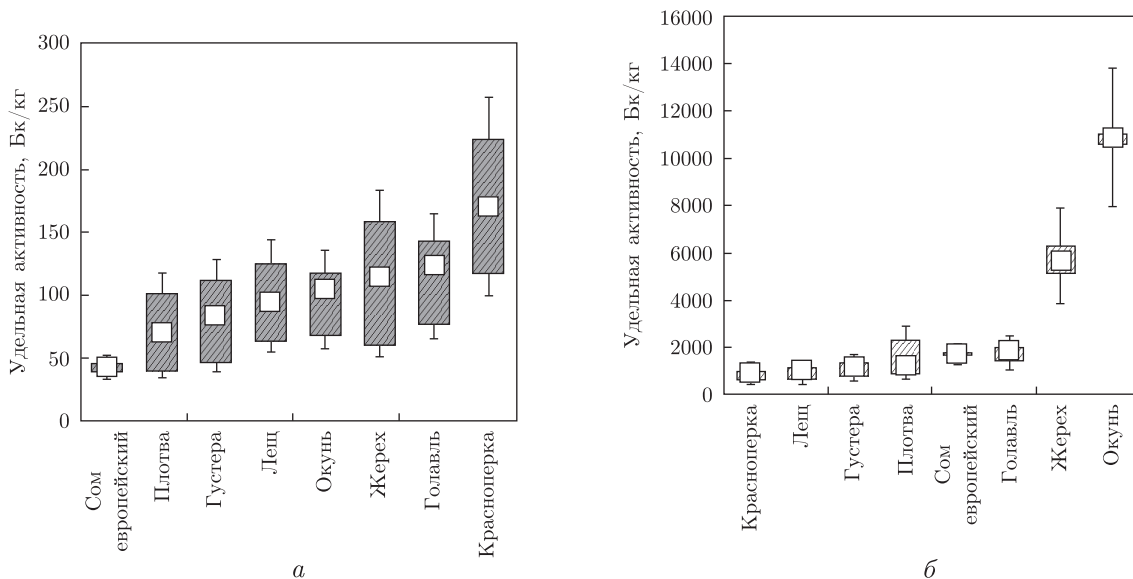 Удельная активность, Бк/кг
300
250
200
150
100
50
0
Сом
европейский
Плотва
Густера
Лещ
Окунь
Жерех
Голавль
Красноперка
а
Удельная активность, Бк/кг
16000
14000
12000
10000
8000
6000
4000
2000
0
Красноперка
Лещ
Густера
Плотва
Сом
европейский
Голавль
Жерех
Окунь
б